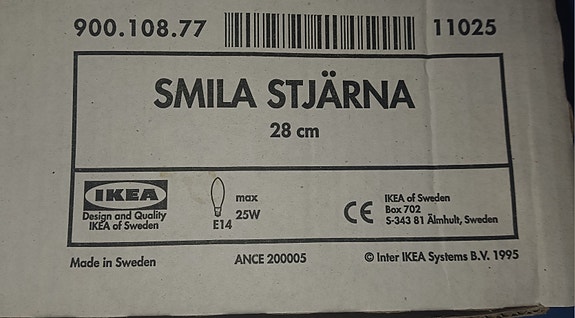 900.108.77 11025
SMILA STJÄRNA
28 cm
IKEA
Design and Quality
IKEA of Sweden
max
25W
E14
CE
IKEA of Sweden
Box 702
S-343 81 Älmhult, Sweden
Made in Sweden ANCE 200005 © Inter IKEA Systems B.V. 1995